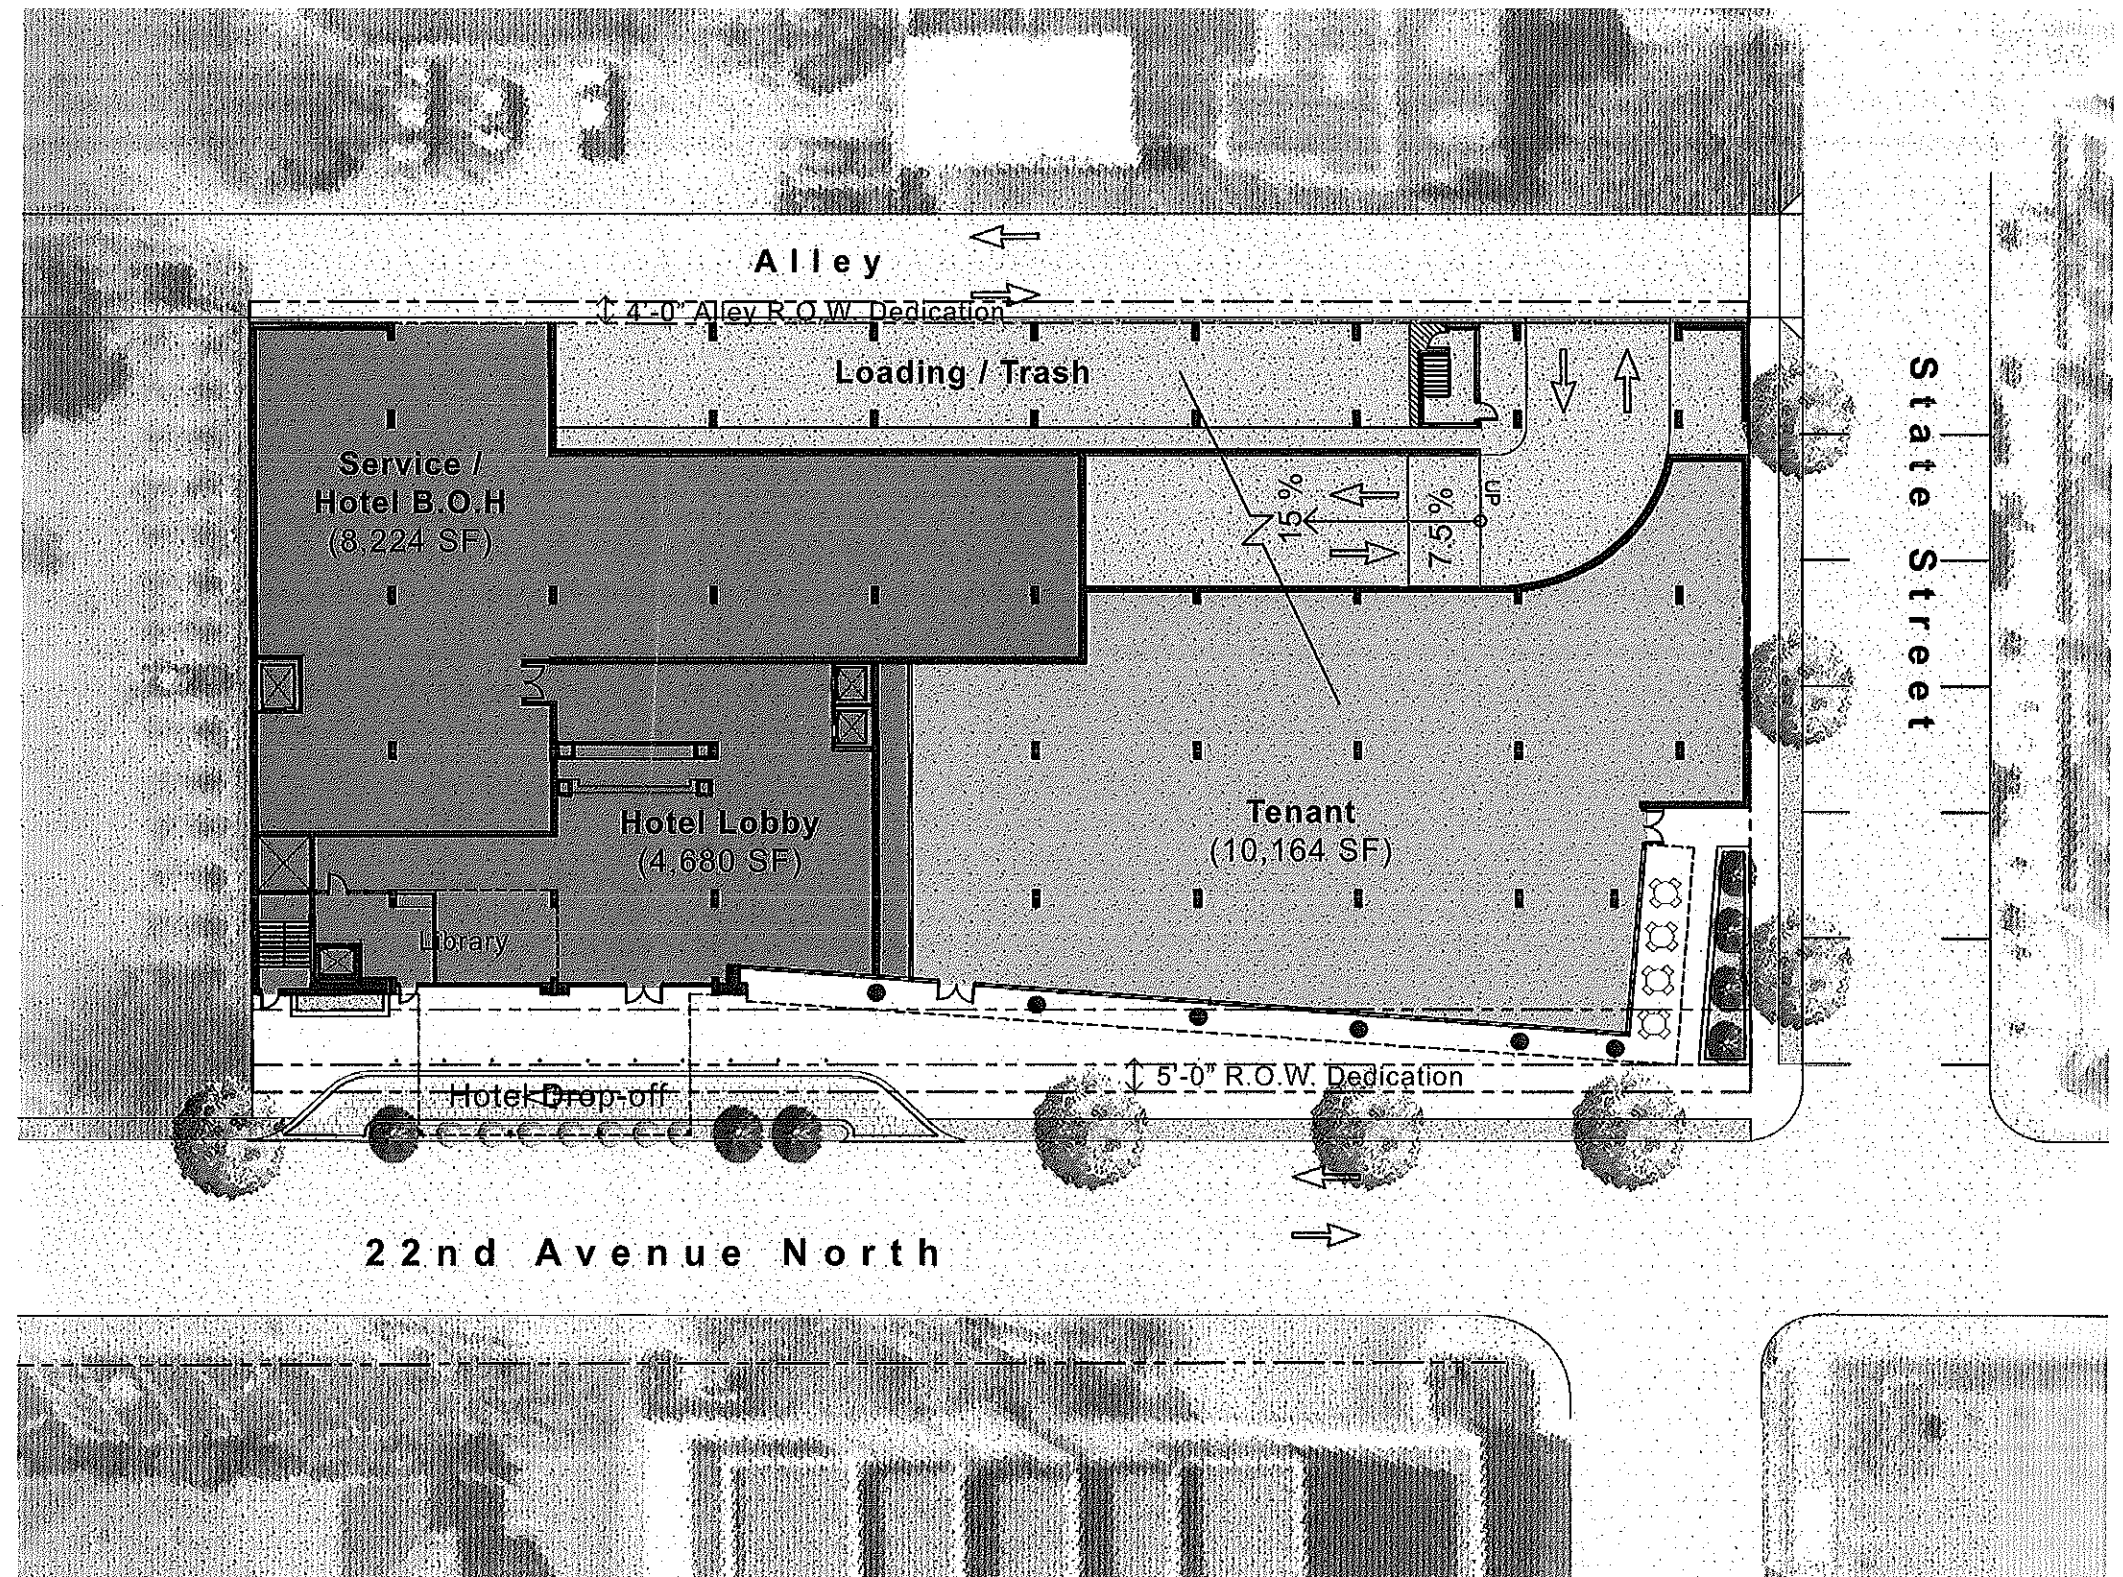 Alley
4'-0" Alley R.O.W. Dedication
Loading / Trash
Service /
Hotel B.O.H
(8,224 SF)
15%
7.5%
UP
State Street
Hotel Lobby
(4,680 SF)
Tenant
(10,164 SF)
Library
5'-0" R.O.W. Dedication
Hotel Drop-off
22nd Avenue North